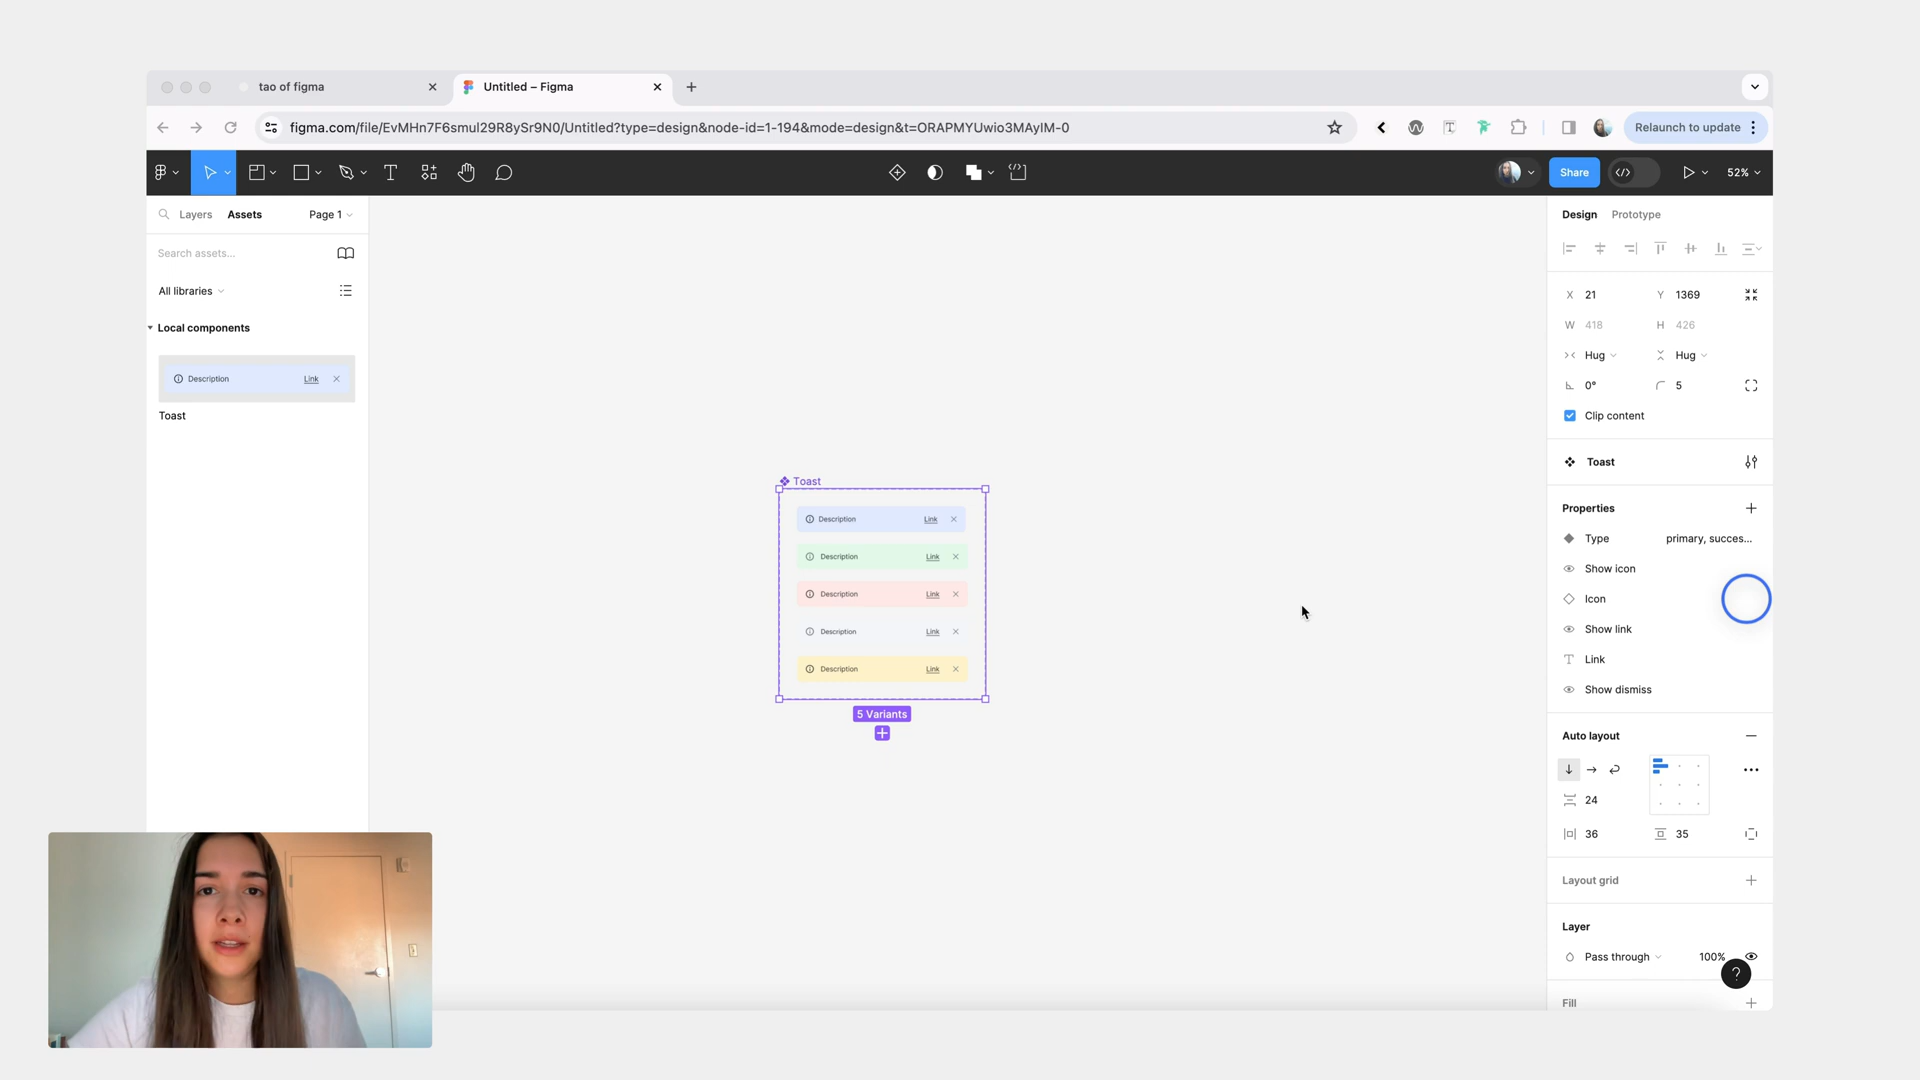 tao of figma
Untitled – Figma
figma.com/file/EvMHn7F6smul29R8ySr9N0/Untitled?type=design&node-id=1-194&mode=design&t=ORAPMYUwio3MAyIM-0
Relaunch to update
Share
52%
Layers
Assets
Page 1
Search assets...
All libraries
Local components
Description
Link
Toast
Toast
Description Link
Description Link
Description Link
Description Link
Description Link
5 Variants
Design
Prototype
X 21
Y 1369
W 418
H 426
Hug
Hug
0°
5
Clip content
Toast
Properties
Type
primary, succes...
Show icon
Icon
Show link
Link
Show dismiss
Auto layout
24
36
35
Layout grid
Layer
Pass through
100%
?
Fill